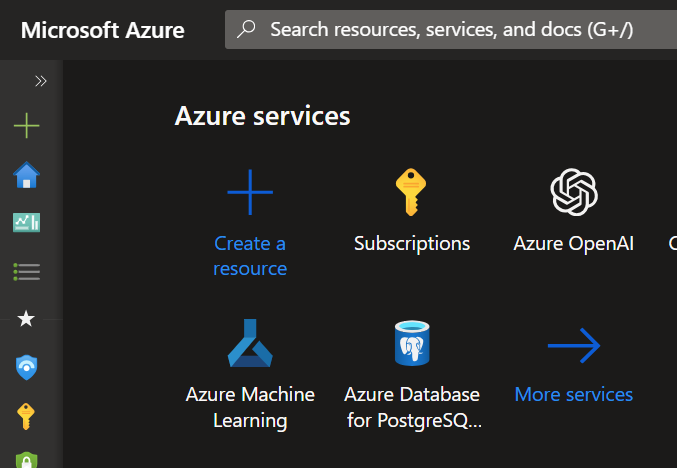 Microsoft Azure
Search resources, services, and docs (G+/)
Azure services
Create a
resource
Subscriptions
Azure OpenAI
Azure Machine
Learning
Azure Database
for PostgreSQ...
More services